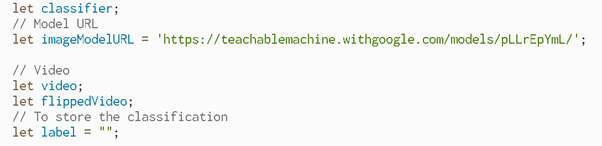 let classifier;
// Model URL
let imageModelURL = 'https://teachablemachine.withgoogle.com/models/pLLrEpYmL/';
// Video
let video;
let flippedVideo;
// To store the classification
let label = "";